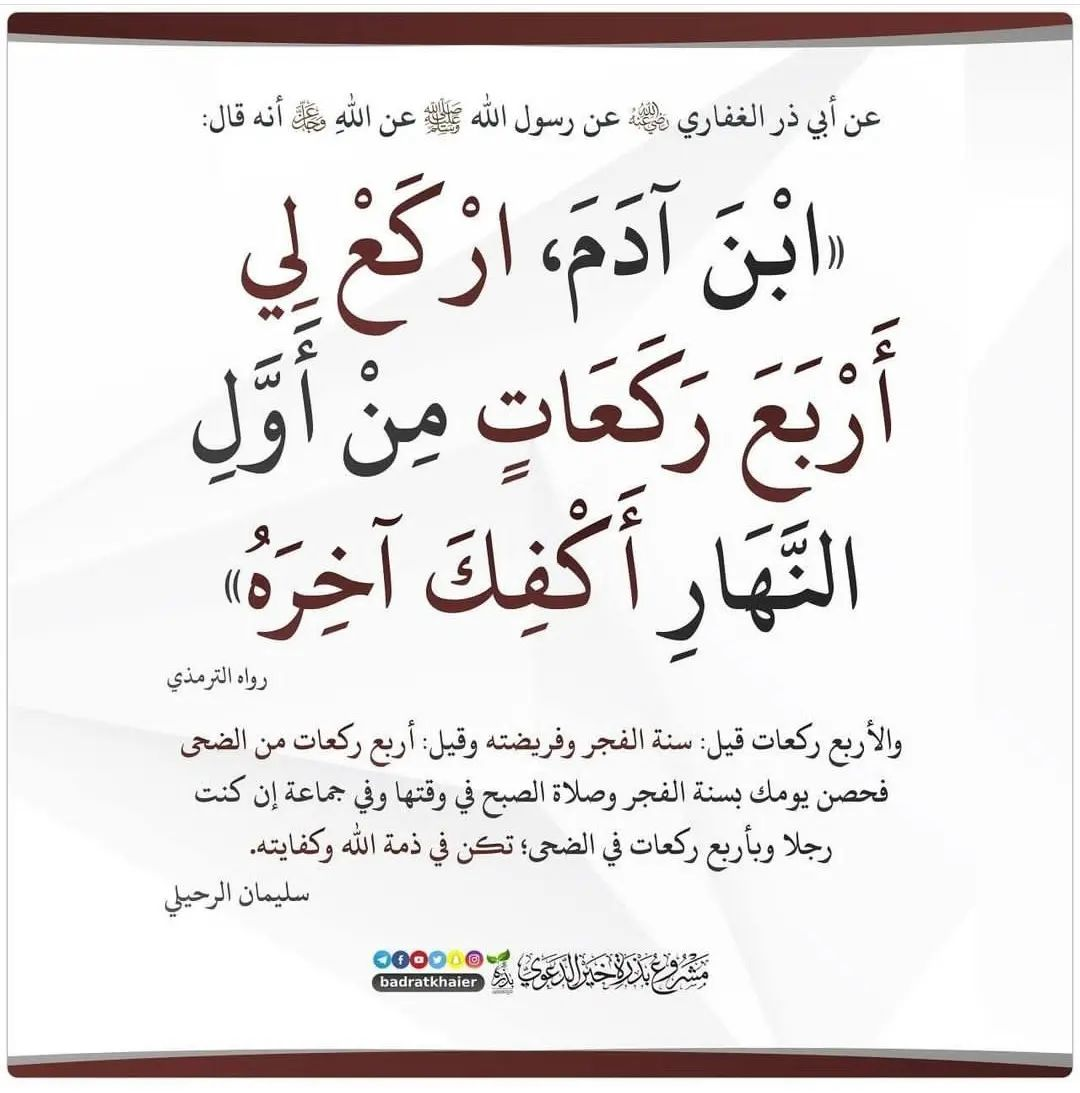 عن أبي ذر الغفاري رضي الله عنه عن رسول الله ﷺ عن اللهِ عز وجل أنه قال:
«ابْنَ آدَمَ، ارْكَعْ لِي
أَرْبَعَ رَكَعَاتٍ مِنْ أَوَّلِ
النَّهَارِ أَكْفِكَ آخِرَهُ»
رواه الترمذي
والأربع ركعات قيل: سنة الفجر وفريضته وقيل: أربع ركعات من الضحى
فحصن يومك بسنة الفجر وصلاة الصبح في وقتها وفي جماعة إن كنت
رجلا وبأربع ركعات في الضحى؛ تكن في ذمة الله وكفايته.
سليمان الرحيلي
مشروع بذرة خير الدعوي
بذرة
badratkhaier